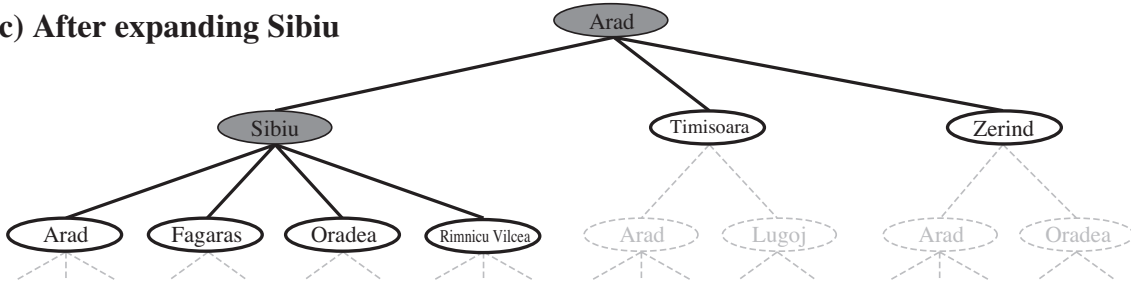 c) After expanding Sibiu
Arad
Sibiu
Timisoara
Zerind
Arad
Fagaras
Oradea
Rimnicu Vilcea
Arad
Lugoj
Arad
Oradea